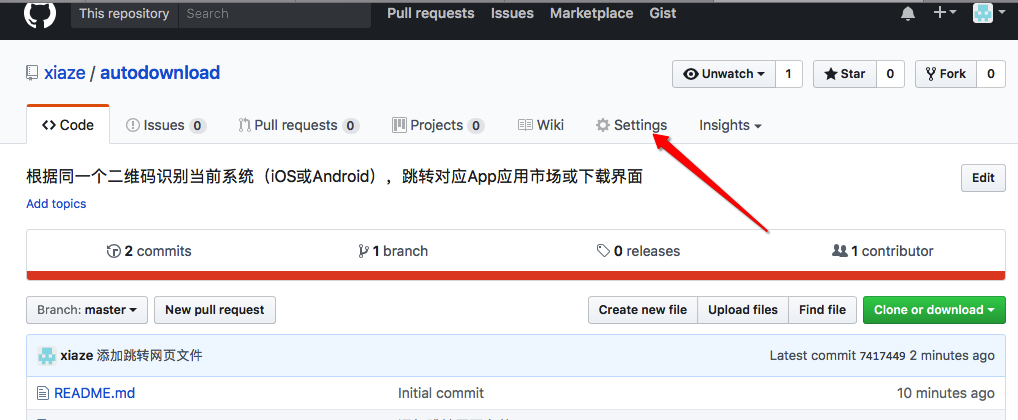 This repository Search Pull requests Issues Marketplace Gist
xiaze / autodownload Unwatch 1 Star 0 Fork 0
Code Issues 0 Pull requests 0 Projects 0 Wiki Settings Insights
根据同一个二维码识别当前系统（iOS或Android），跳转对应App应用市场或下载界面 Edit
Add topics
2 commits 1 branch 0 releases 1 contributor
Branch: master New pull request Create new file Upload files Find file Clone or download
xiaze 添加跳转网页文件 Latest commit 7417449 2 minutes ago
README.md Initial commit 10 minutes ago